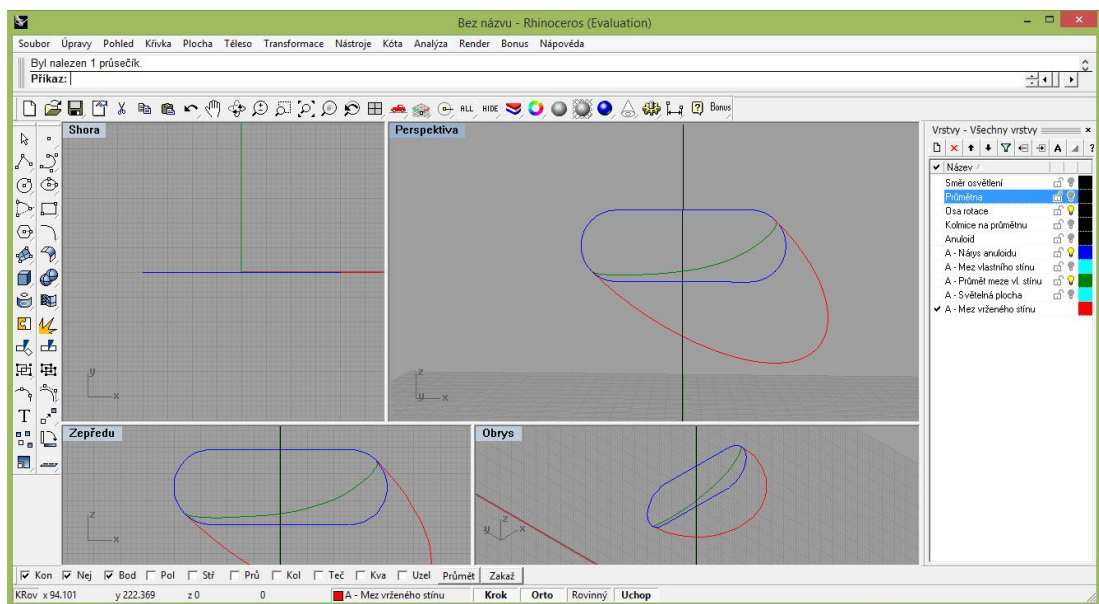 Bez názvu - Rhinoceros (Evaluation)
Soubor Úpravy Pohled Křivka Plocha Těleso Transformace Nástroje Kóta Analýza Render Bonus Nápověda
Byl nalezen 1 průsečík.
Příkaz:
ALL HIDE ? Bonus
Shora
y
x
Perspektiva
z
y x
Zepředu
z
x
Obrys
z
y x
T
Vrstvy - Všechny vrstvy
A ?
Název
Směr osvětlení
Průmětna
Osa rotace
Kolmice na průmětnu
Anuloid
A - Nárys anuloidu
A - Mez vlastního stínu
A - Průmět meze vl. stínu
A - Světelná plocha
A - Mez vrženého stínu
Kon Nej Bod Pol Stř Prů Kol Teč Kva Uzel Průmět Zakaž
KRov x 94.101 y 222.369 z 0 0 A - Mez vrženého stínu Krok Orto Rovinný Uchop